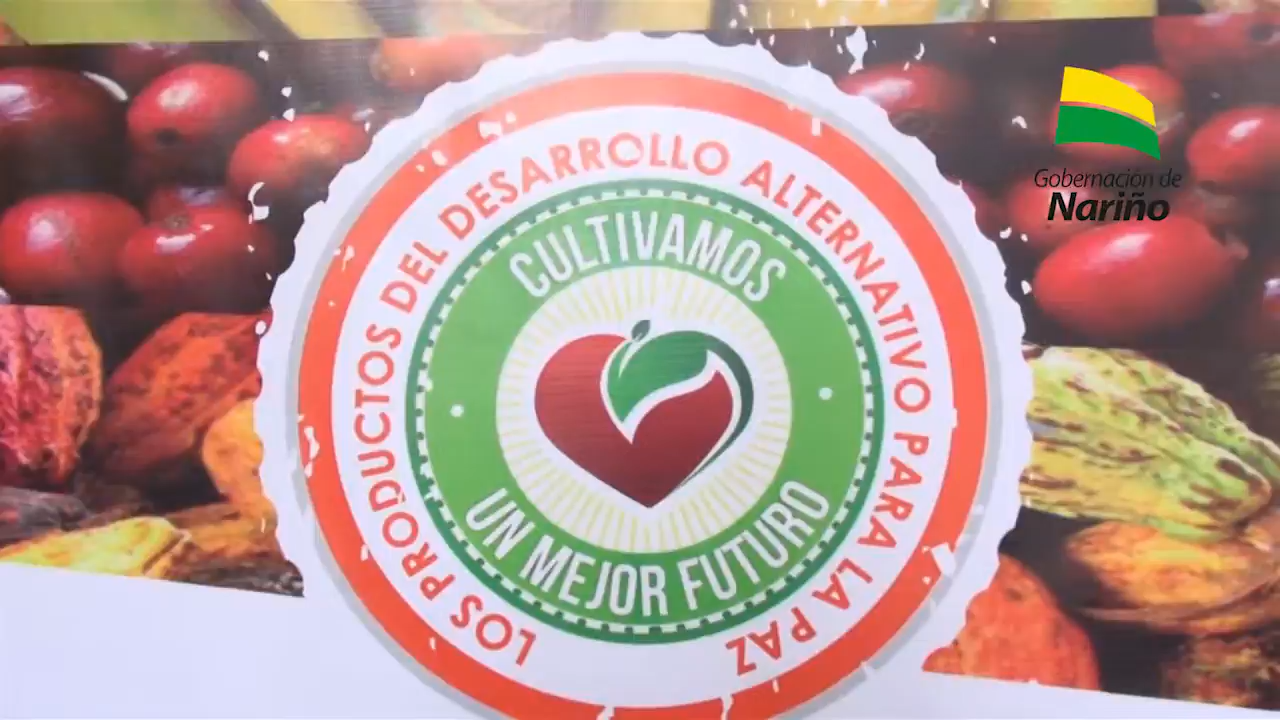 LOS PRODUCTOS DEL DESARROLLO ALTERNATIVO PARA LA PAZ
CULTIVAMOS
UN MEJOR FUTURO
Gobernación de
Nariño